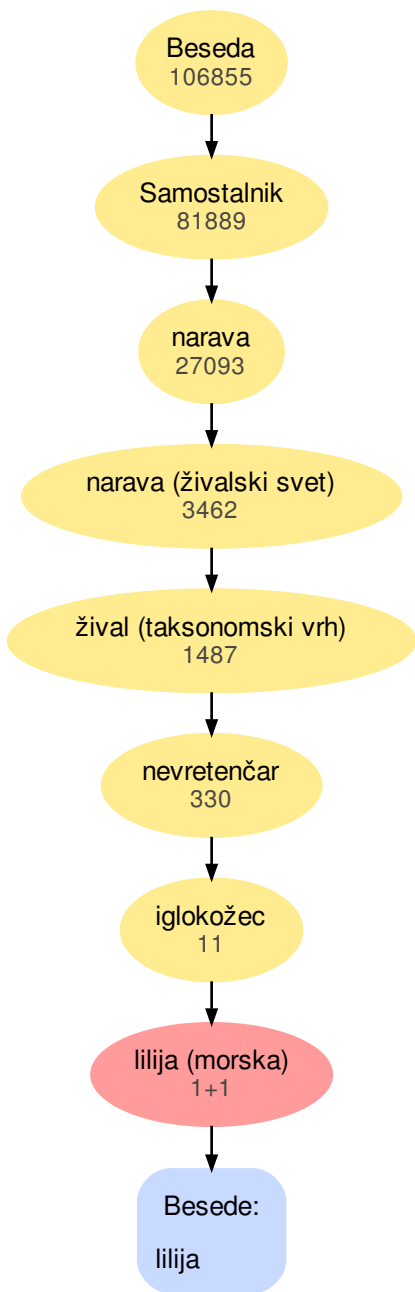 Beseda
106855
Samostalnik
81889
narava
27093
narava (živalski svet)
3462
žival (taksonomski vrh)
1487
nevretenčar
330
iglokožec
11
lilija (morska)
1+1
Besede:
lilija